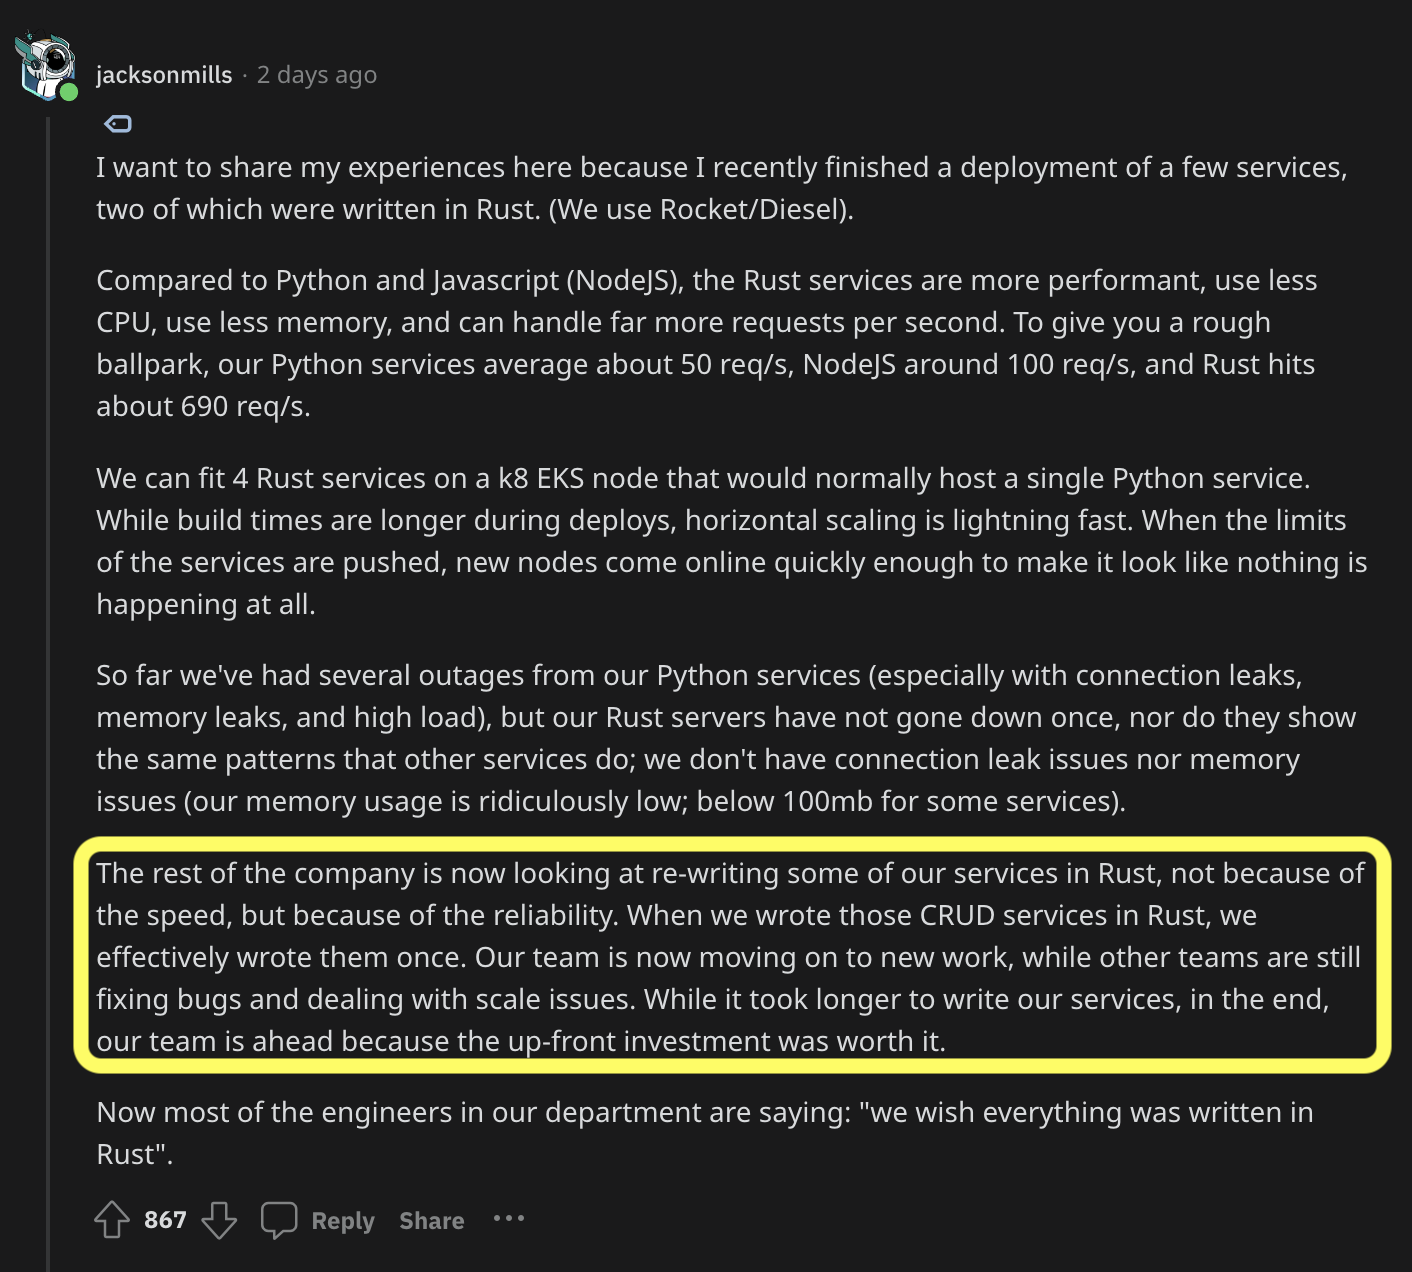 jacksonmills · 2 days ago
I want to share my experiences here because I recently finished a deployment of a few services,
two of which were written in Rust. (We use Rocket/Diesel).
Compared to Python and Javascript (NodeJS), the Rust services are more performant, use less
CPU, use less memory, and can handle far more requests per second. To give you a rough
ballpark, our Python services average about 50 req/s, NodeJS around 100 req/s, and Rust hits
about 690 req/s.
We can fit 4 Rust services on a k8 EKS node that would normally host a single Python service.
While build times are longer during deploys, horizontal scaling is lightning fast. When the limits
of the services are pushed, new nodes come online quickly enough to make it look like nothing is
happening at all.
So far we've had several outages from our Python services (especially with connection leaks,
memory leaks, and high load), but our Rust servers have not gone down once, nor do they show
the same patterns that other services do; we don't have connection leak issues nor memory
issues (our memory usage is ridiculously low; below 100mb for some services).
The rest of the company is now looking at re-writing some of our services in Rust, not because of
the speed, but because of the reliability. When we wrote those CRUD services in Rust, we
effectively wrote them once. Our team is now moving on to new work, while other teams are still
fixing bugs and dealing with scale issues. While it took longer to write our services, in the end,
our team is ahead because the up-front investment was worth it.
Now most of the engineers in our department are saying: "we wish everything was written in
Rust".
867 Reply Share ···